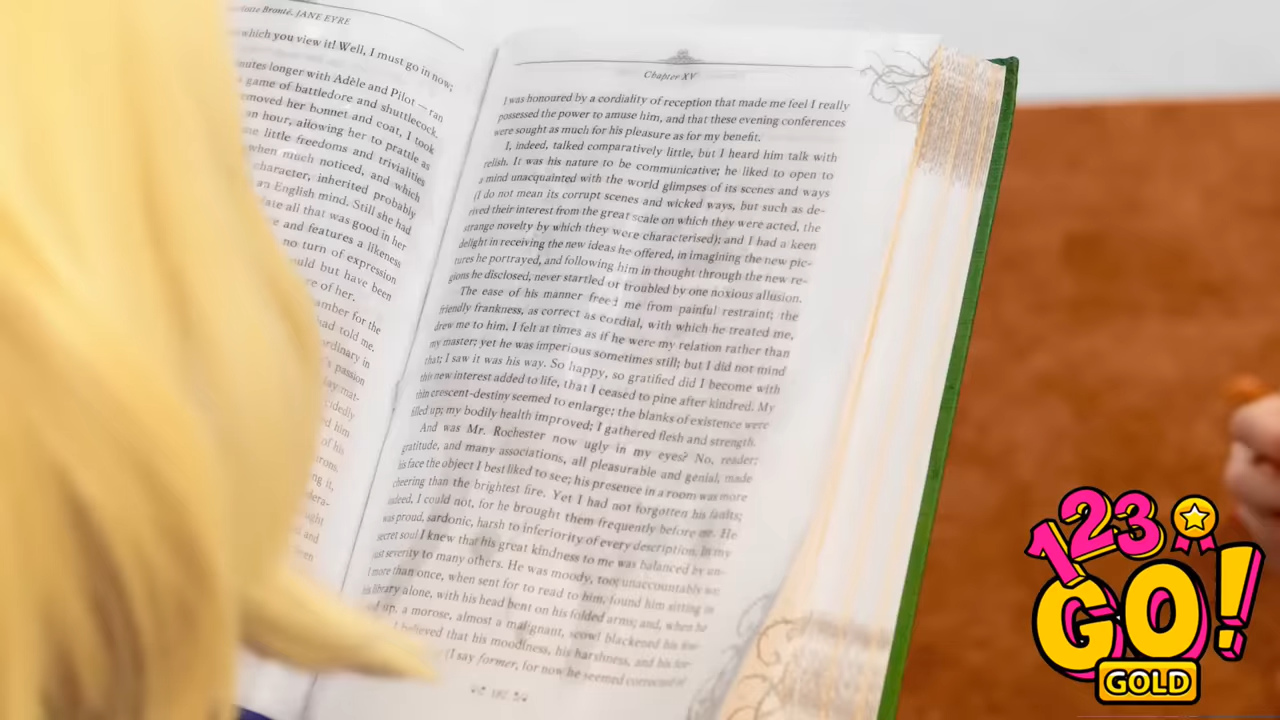 Brontë, JANE EYRE
which you view it! Well, I must go in now;
longer with Adèle and Pilot — ran
game of battledore and shuttlecock.
removed her bonnet and coat, I took
an hour, allowing her to prattle as
little freedoms and trivialities
when much noticed, and which
character, inherited probably
an English mind. Still she had
all that was good in her
and features a likeness
no turn of expression
but have been
of her.
for the
had told me.
in
passion
him
of his
it,
and
Chapter XV
I was honoured by a cordiality of reception that made me feel I really
possessed the power to amuse him, and that these evening conferences
were sought as much for his pleasure as for my benefit.
I, indeed, talked comparatively little, but I heard him talk with
relish. It was his nature to be communicative; he liked to open to
a mind unacquainted with the world glimpses of its scenes and ways
(I do not mean its corrupt scenes and wicked ways, but such as de-
rived their interest from the great scale on which they were acted, the
strange novelty by which they were characterised); and I had a keen
delight in receiving the new ideas he offered, in imagining the new pic-
tures he portrayed, and following him in thought through the new re-
gions he disclosed, never startled or troubled by one noxious allusion.
The ease of his manner freed me from painful restraint; the
friendly frankness, as correct as cordial, with which he treated me,
drew me to him. I felt at times as if he were my relation rather than
my master; yet he was imperious sometimes still; but I did not mind
that; I saw it was his way. So happy, so gratified did I become with
this new interest added to life, that I ceased to pine after kindred. My
thin crescent-destiny seemed to enlarge; the blanks of existence were
filled up; my bodily health improved; I gathered flesh and strength.
And was Mr. Rochester now ugly in my eyes? No, reader;
gratitude, and many associations, all pleasurable and genial, made
his face the object I best liked to see; his presence in a room was more
cheering than the brightest fire. Yet I had not forgotten his faults;
indeed, I could not, for he brought them frequently before me. He
was proud, sardonic, harsh to inferiority of every description. In my
secret soul I knew that his great kindness to me was balanced by un-
just severity to many others. He was moody, too; unaccountably so;
I more than once, when sent for to read to him, found him sitting in
his library alone, with his head bent on his folded arms; and, when he
up, a morose, almost a malignant, scowl blackened his
I believed that his moodiness, his harshness, and his for-
(I say former, for now he seemed corrected of
123
GO!
GOLD